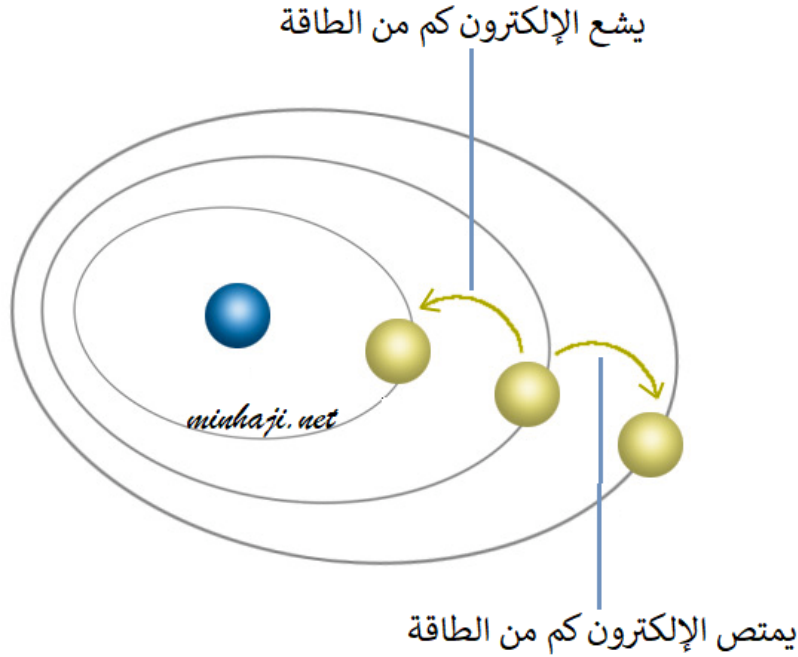 يشع الإلكترون كم من الطاقة
minhaji.net
يمتص الإلكترون كم من الطاقة